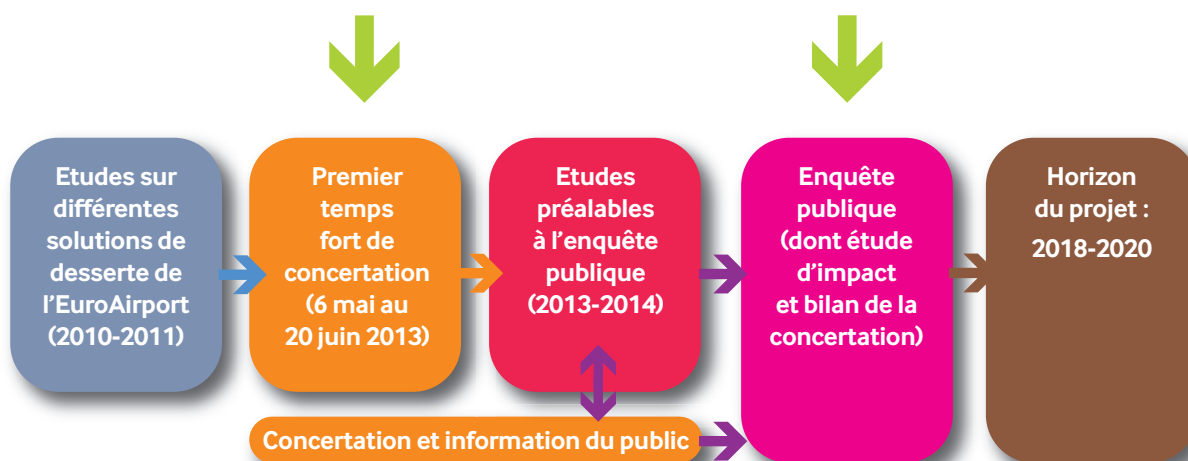 Etudes sur
différentes
solutions de
desserte de
l'EuroAirport
(2010-2011)
Premier
temps
fort de
concertation
(6 mai au
20 juin 2013)
Etudes
préalables
à l'enquête
publique
(2013-2014)
Enquête
publique
(dont étude
d'impact
et bilan de la
concertation)
Horizon
du projet :
2018-2020
Concertation et information du public